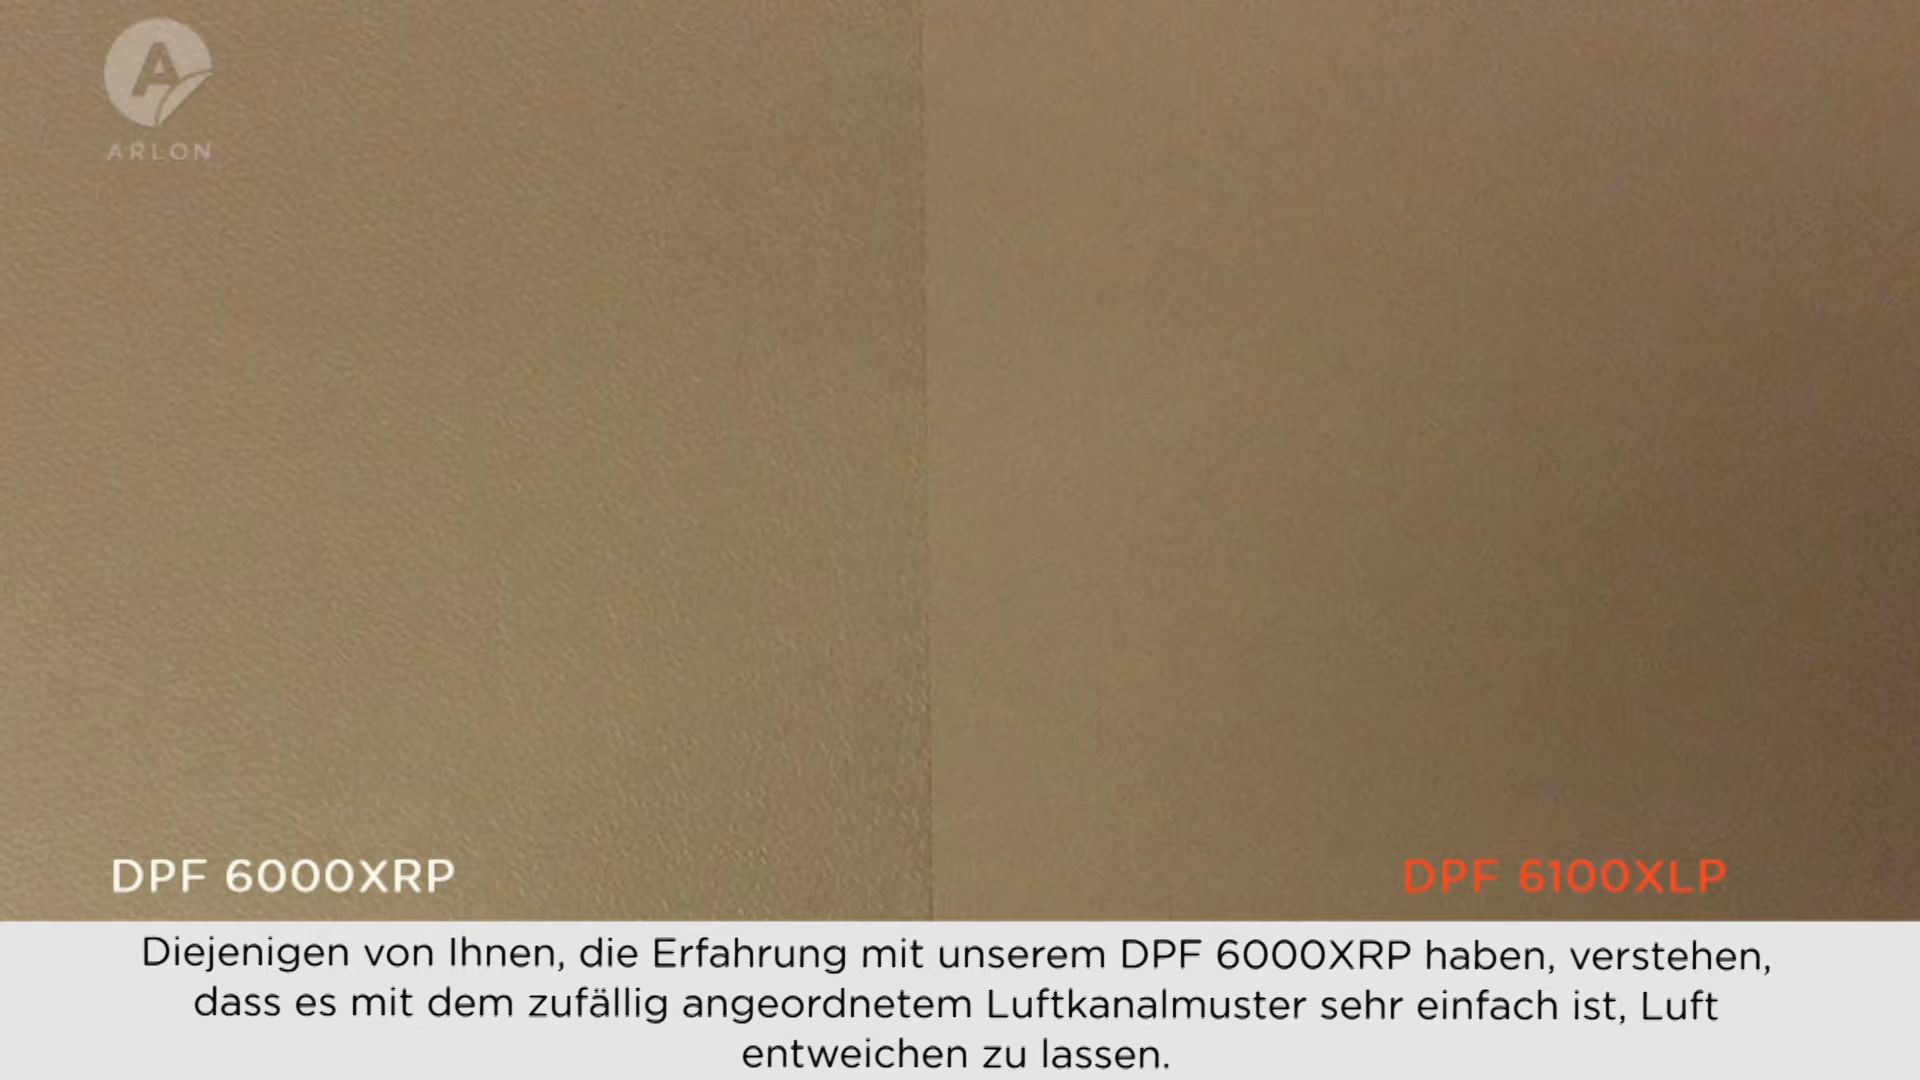 A
ARLON
DPF 6000XRP
DPF 6100XLP
Diejenigen von Ihnen, die Erfahrung mit unserem DPF 6000XRP haben, verstehen,
dass es mit dem zufällig angeordnetem Luftkanalmuster sehr einfach ist, Luft
entweichen zu lassen.